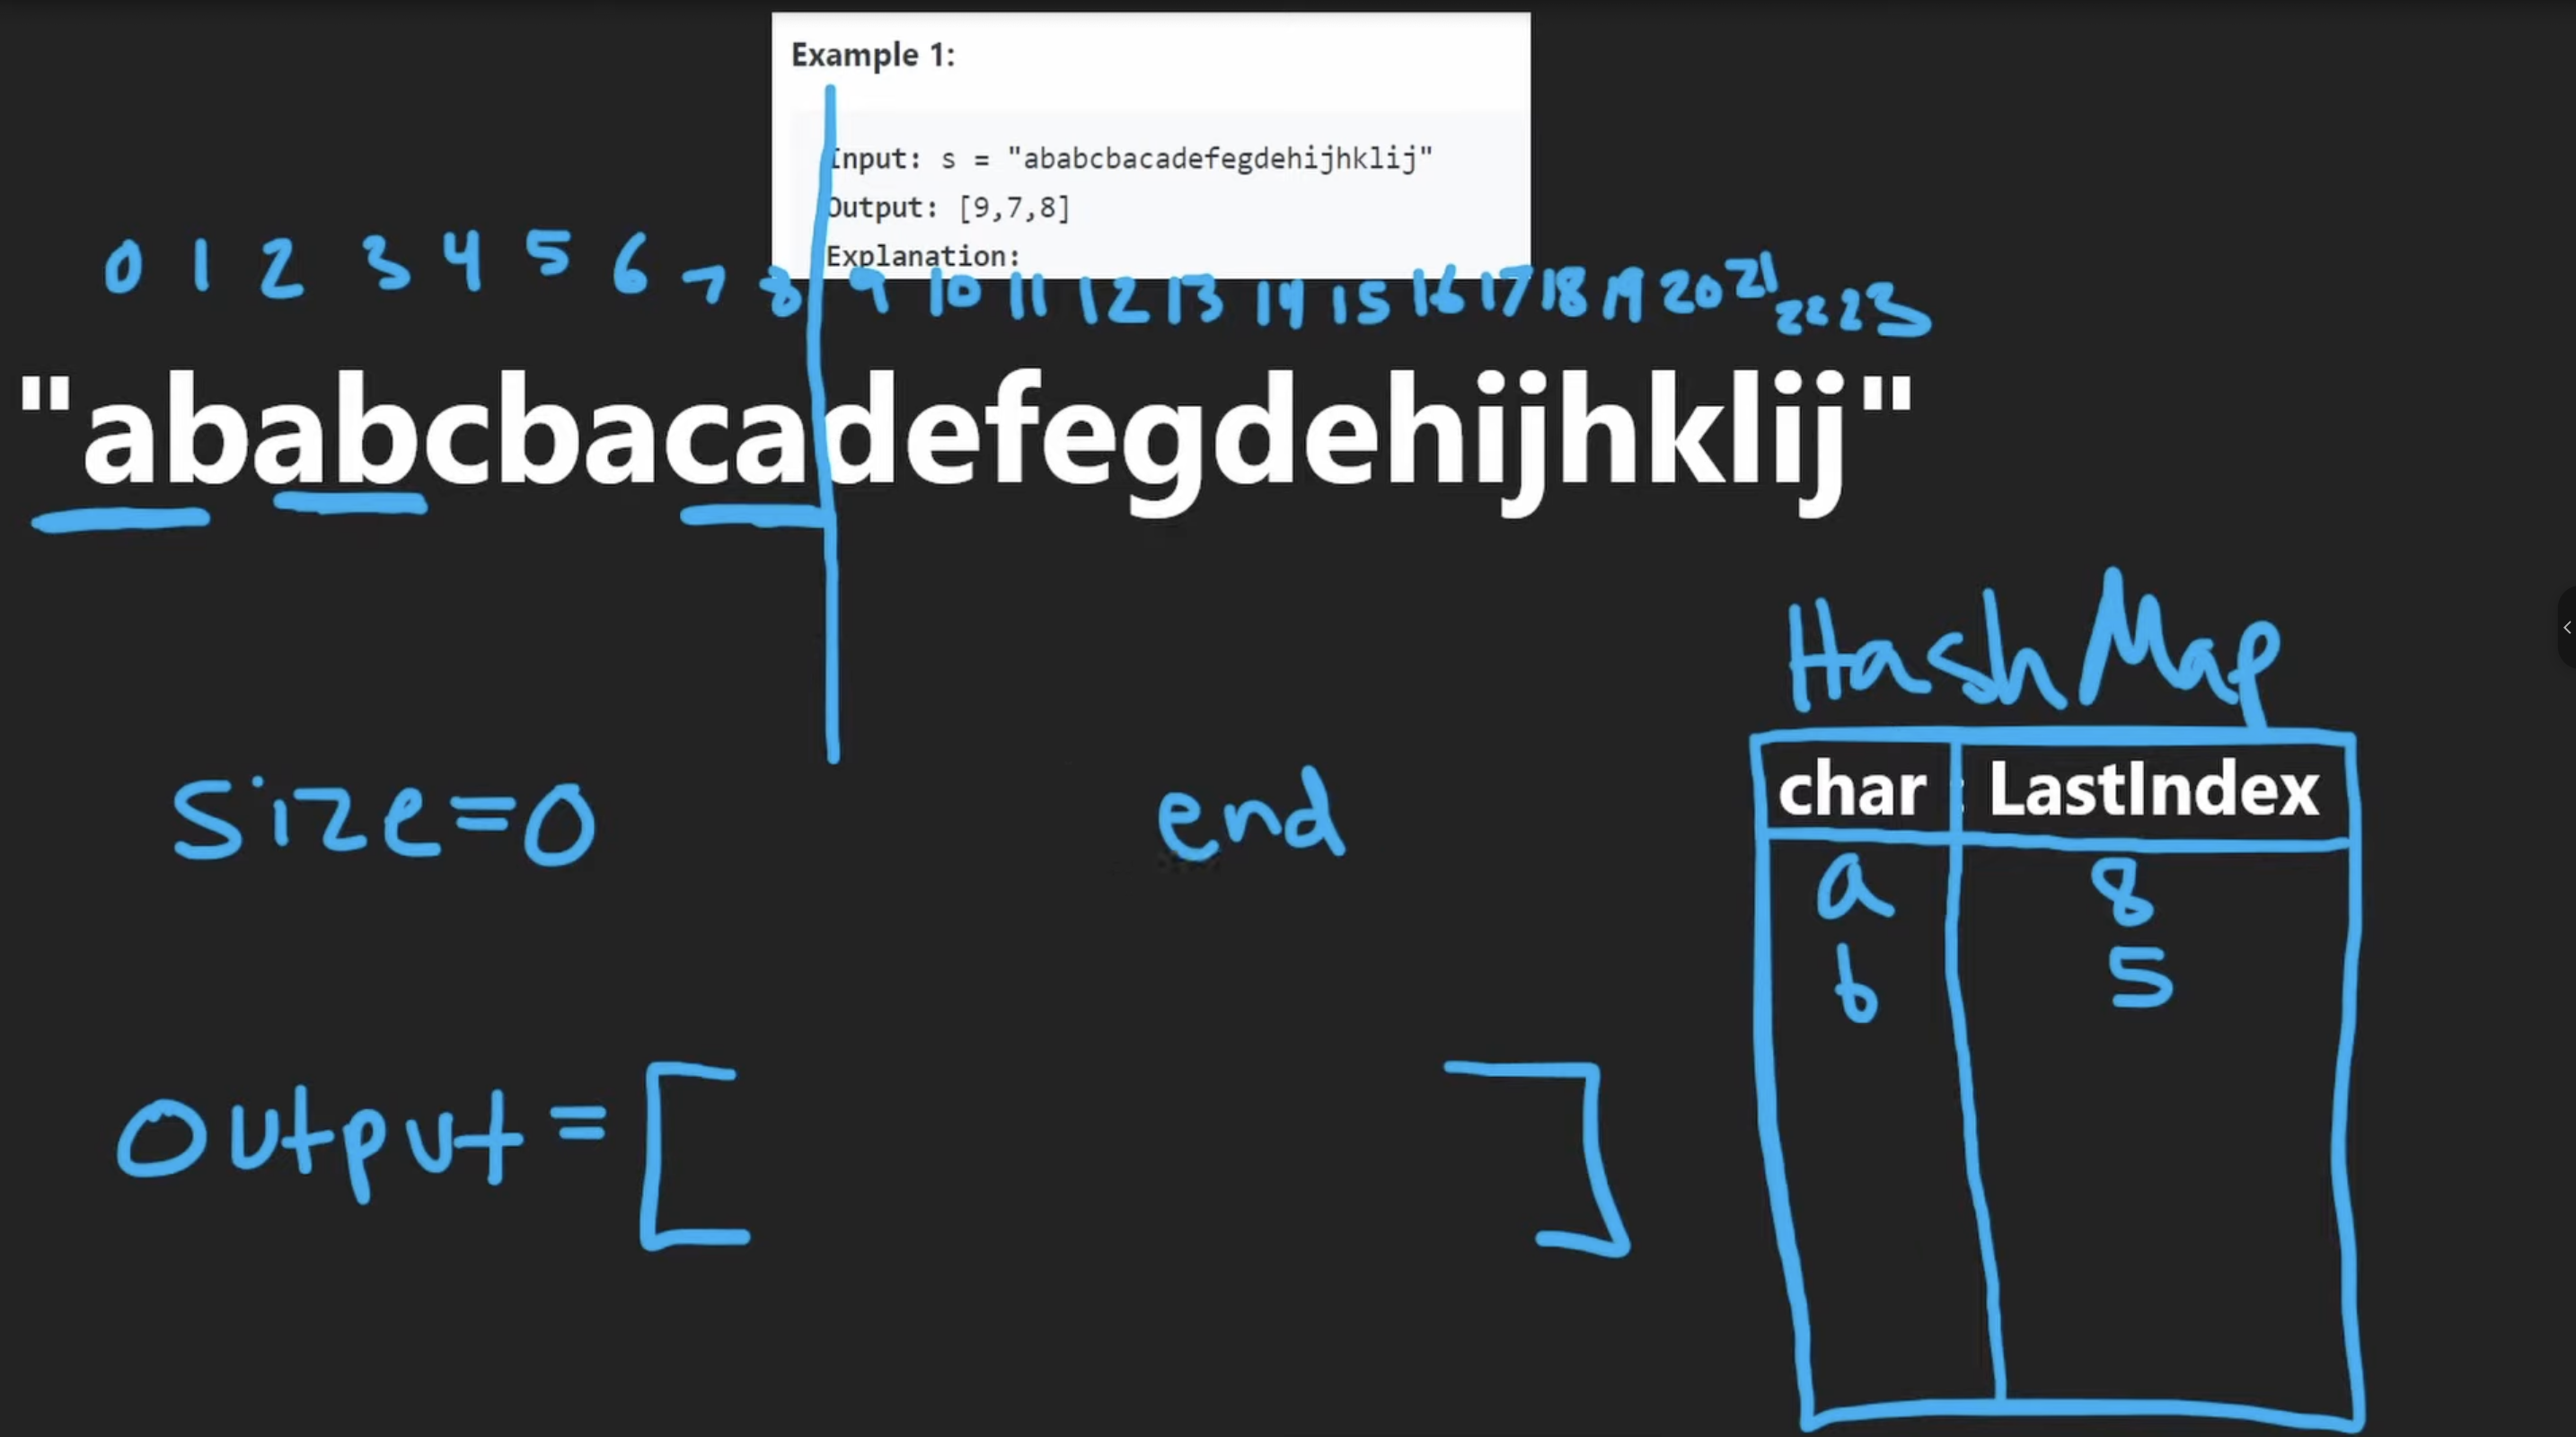 Example 1:
Input: s = "ababcbacadefegdehijhklij"
Output: [9,7,8]
Explanation:
0 1 2 3 4 5 6 7 8 9 10 11 12 13 14 15 16 17 18 19 20 21 22 23
"ababcbacadefegdehijhklij"
HashMap
size=0 end
char : LastIndex
a 8
b 5
output = [ ]